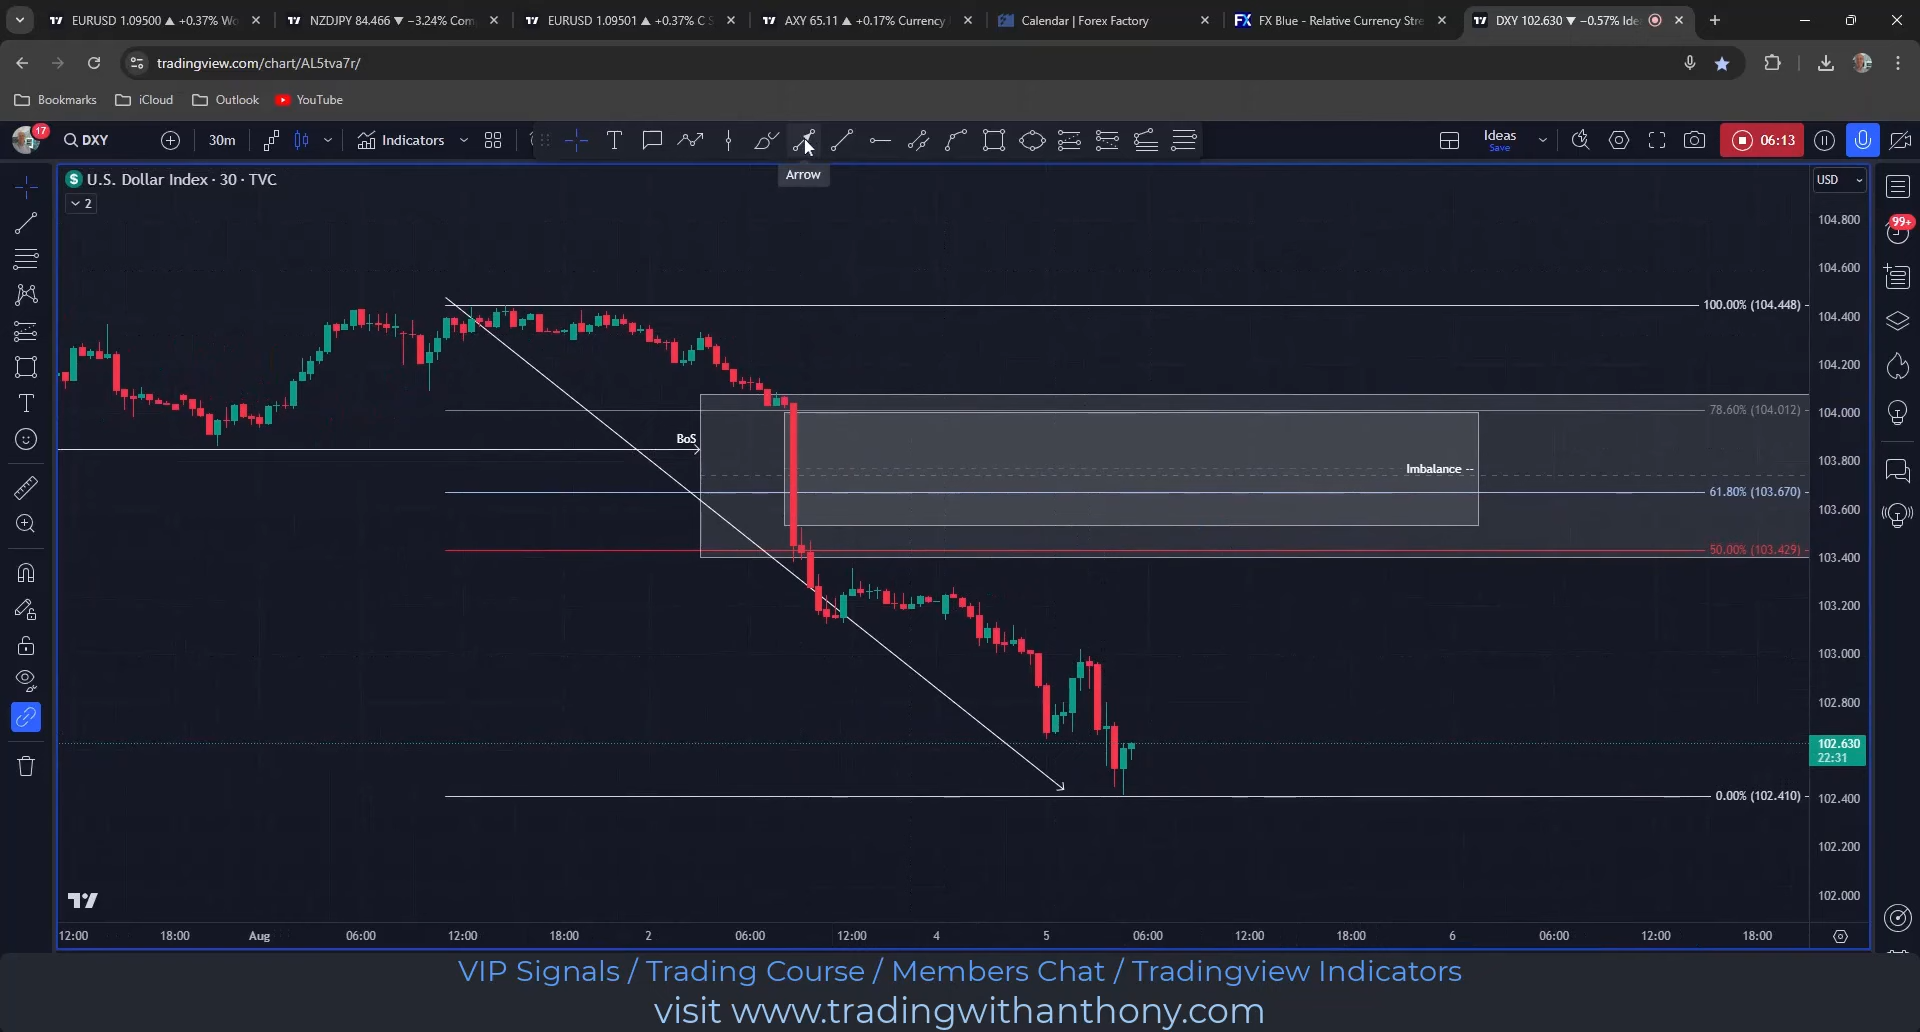 EURUSD 1.09500 ▲ +0.37% Wo
NZDJPY 84.466 ▼ −3.24% Com
EURUSD 1.09501 ▲ +0.37% C S
AXY 65.11 ▲ +0.17% Currency
Calendar | Forex Factory
FX Blue - Relative Currency Stre
DXY 102.630 ▼ −0.57% Ide
tradingview.com/chart/AL5tva7r/
Bookmarks
iCloud
Outlook
YouTube
17
DXY
30m
Indicators
Ideas
Save
06:13
Arrow
U.S. Dollar Index · 30 · TVC
2
USD
99+
104.800
104.600
100.00% (104.448)
104.400
104.200
78.60% (104.012)
104.000
BoS
103.800
Imbalance --
61.80% (103.670)
103.600
50.00% (103.429)
103.400
103.200
103.000
102.800
102.630
22:31
0.00% (102.410)
102.400
102.200
102.000
12:00
18:00
Aug
06:00
12:00
18:00
2
06:00
12:00
4
5
06:00
12:00
18:00
6
06:00
12:00
18:00
VIP Signals / Trading Course / Members Chat / Tradingview Indicators
visit www.tradingwithanthony.com